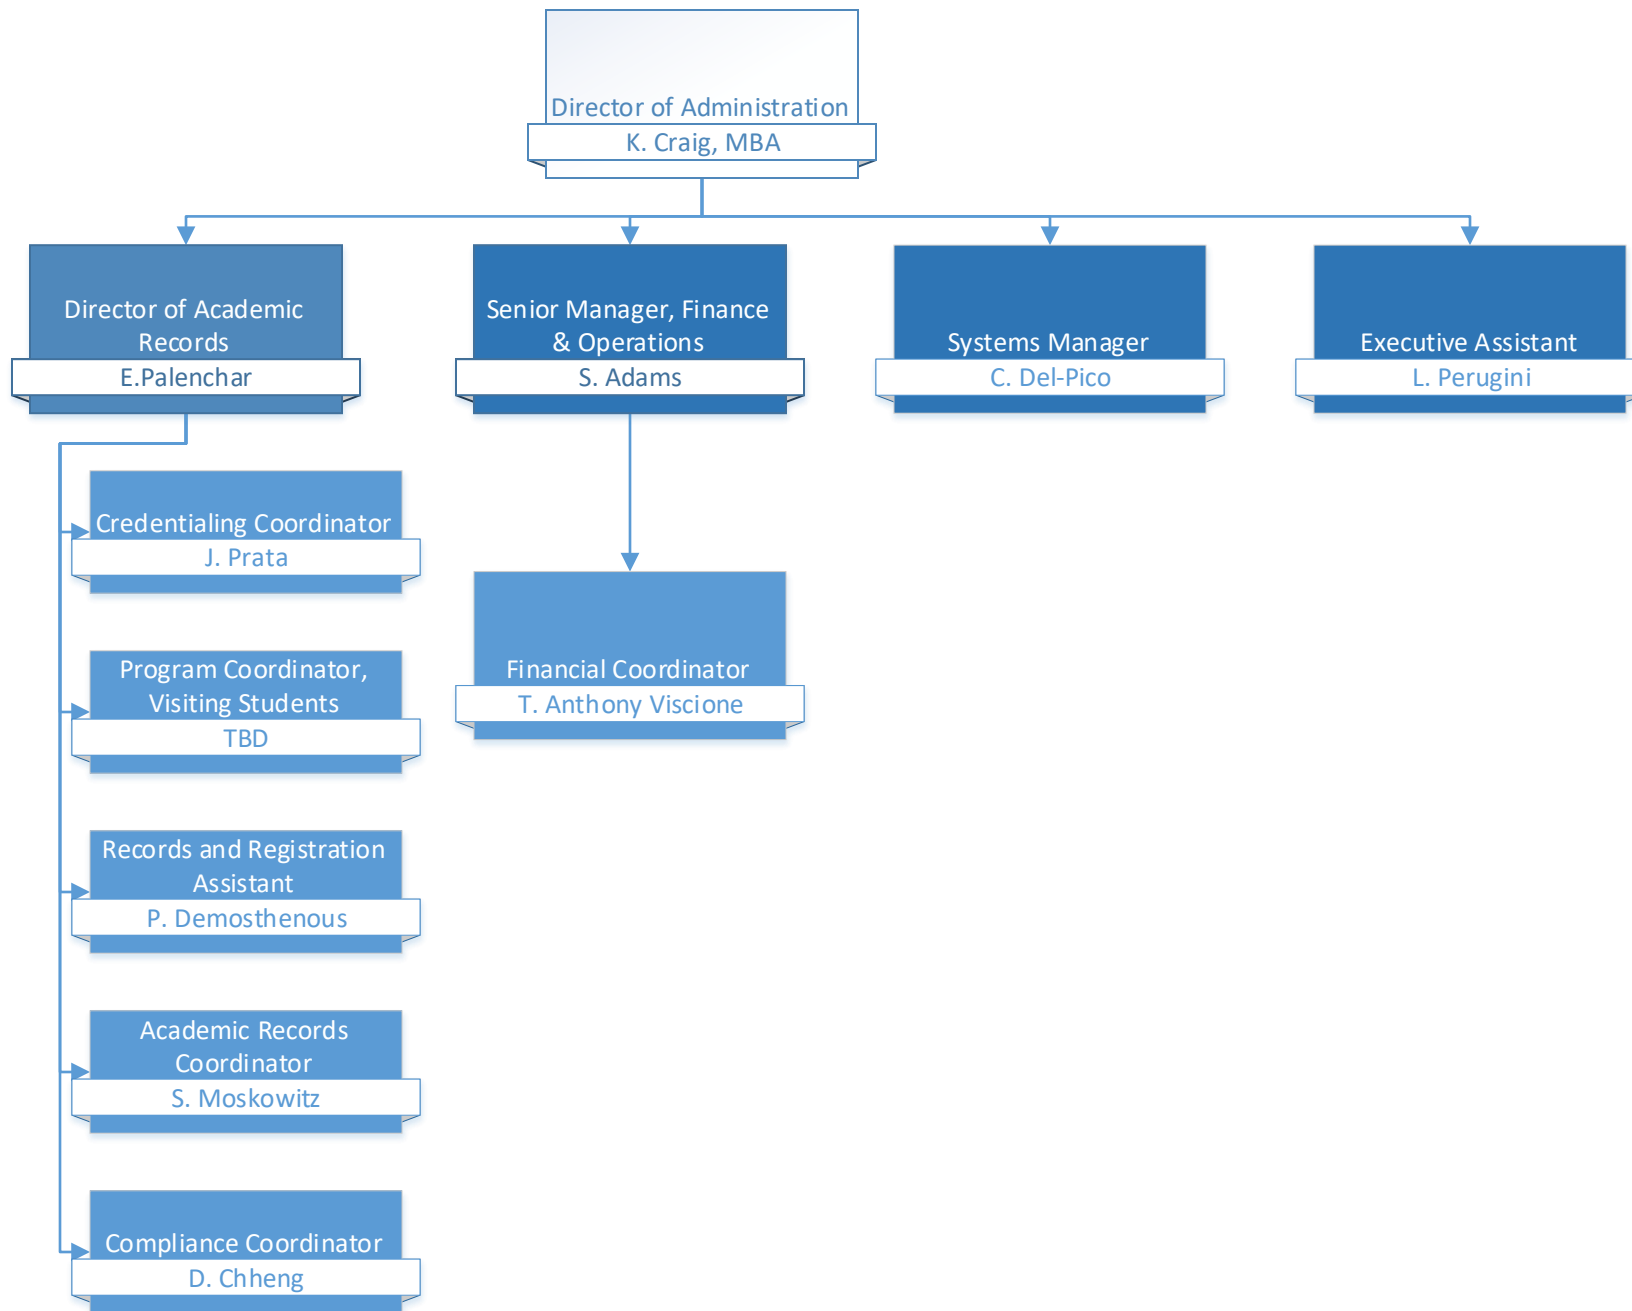 Director of Administration
K. Craig, MBA
Director of Academic
Records
E.Palenchar
Senior Manager, Finance
& Operations
S. Adams
Systems Manager
C. Del-Pico
Executive Assistant
L. Perugini
Credentialing Coordinator
J. Prata
Program Coordinator,
Visiting Students
TBD
Records and Registration
Assistant
P. Demosthenous
Academic Records
Coordinator
S. Moskowitz
Compliance Coordinator
D. Chheng
Financial Coordinator
T. Anthony Viscione